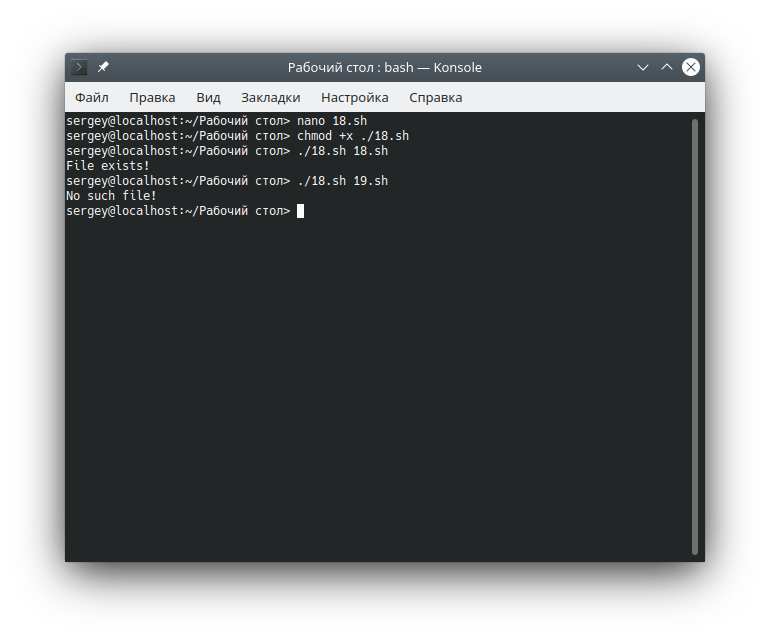 Рабочий стол : bash — Konsole
Файл Правка Вид Закладки Настройка Справка
sergey@localhost:~/Рабочий стол> nano 18.sh
sergey@localhost:~/Рабочий стол> chmod +x ./18.sh
sergey@localhost:~/Рабочий стол> ./18.sh 18.sh
File exists!
sergey@localhost:~/Рабочий стол> ./18.sh 19.sh
No such file!
sergey@localhost:~/Рабочий стол>